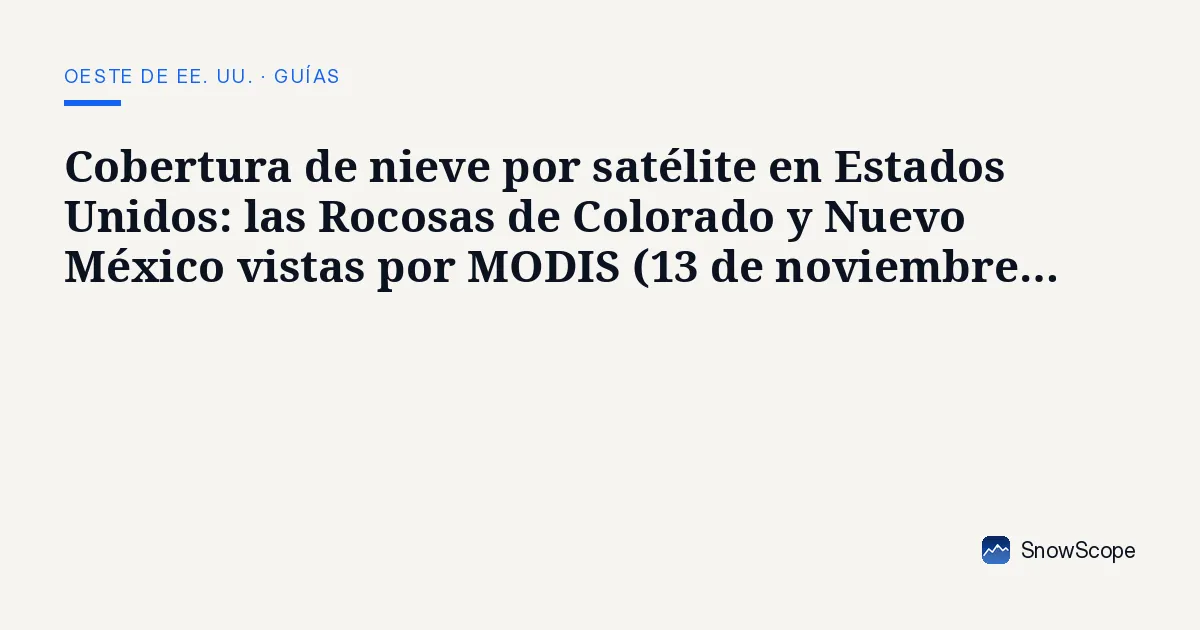 OESTE DE EE. UU. · GUÍAS
Cobertura de nieve por satélite en Estados
Unidos: las Rocosas de Colorado y Nuevo
México vistas por MODIS (13 de noviembre…
SnowScope